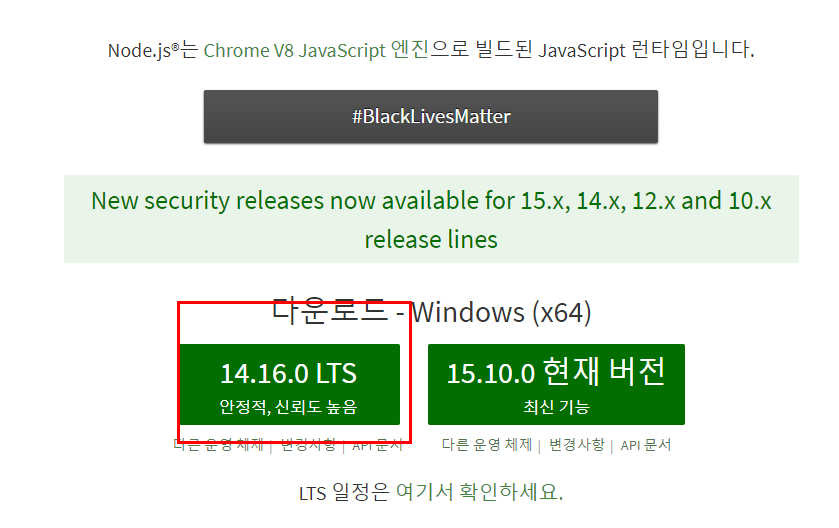 Node.js®는 Chrome V8 JavaScript 엔진으로 빌드된 JavaScript 런타임입니다.
#BlackLivesMatter
New security releases now available for 15.x, 14.x, 12.x and 10.x
release lines
다운로드 - Windows (x64)
14.16.0 LTS
안정적, 신뢰도 높음
다른 운영 체제 | 변경사항 | API 문서
15.10.0 현재 버전
최신 기능
다른 운영 체제 | 변경사항 | API 문서
LTS 일정은 여기서 확인하세요.